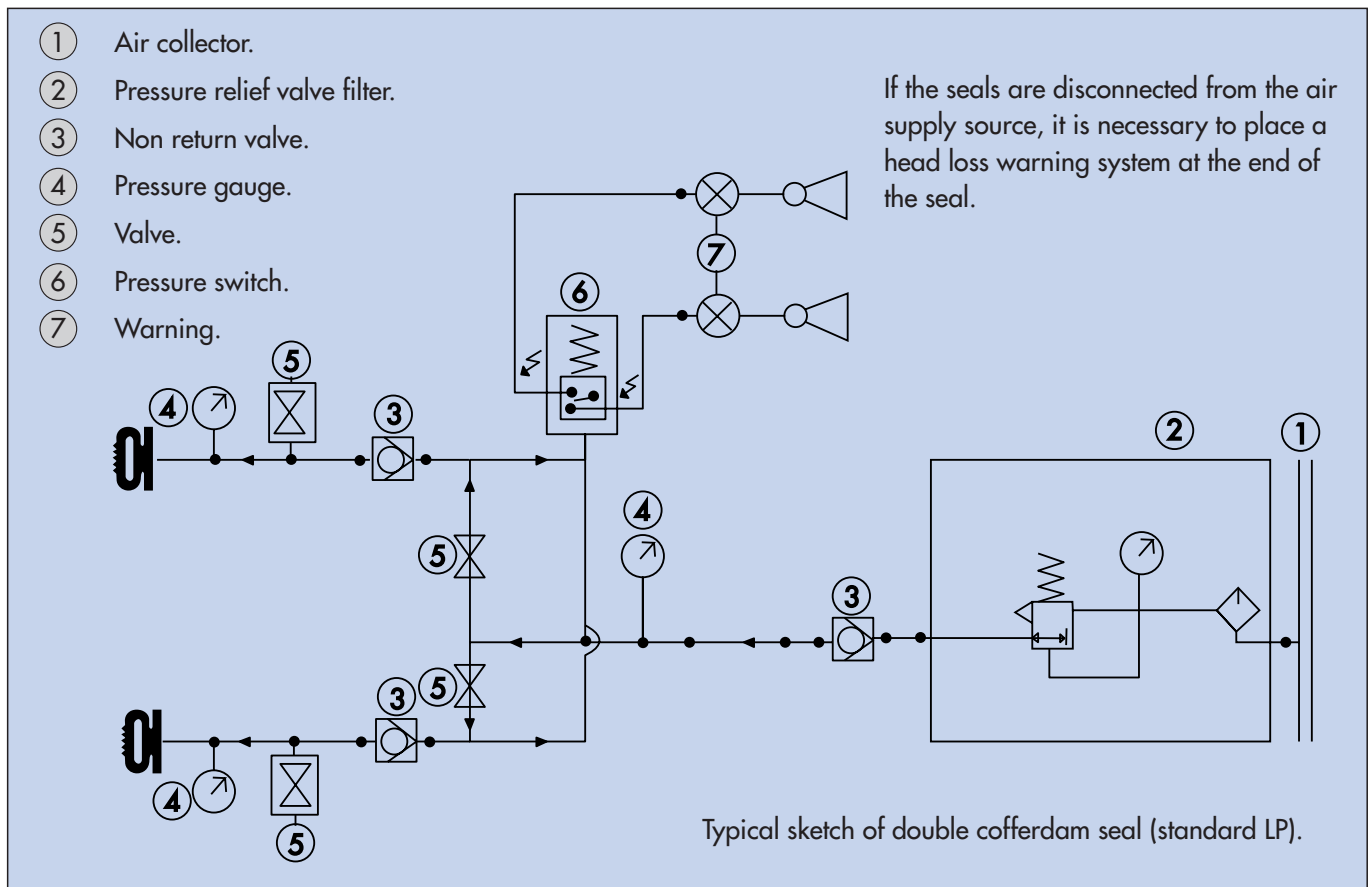 1 Air collector.
2 Pressure relief valve filter.
3 Non return valve.
4 Pressure gauge.
5 Valve.
6 Pressure switch.
7 Warning.
If the seals are disconnected from the air
supply source, it is necessary to place a
head loss warning system at the end of
the seal.
7
6
5
4
3
2
1
4
5
3
5
3
4
5
Typical sketch of double cofferdam seal (standard LP).